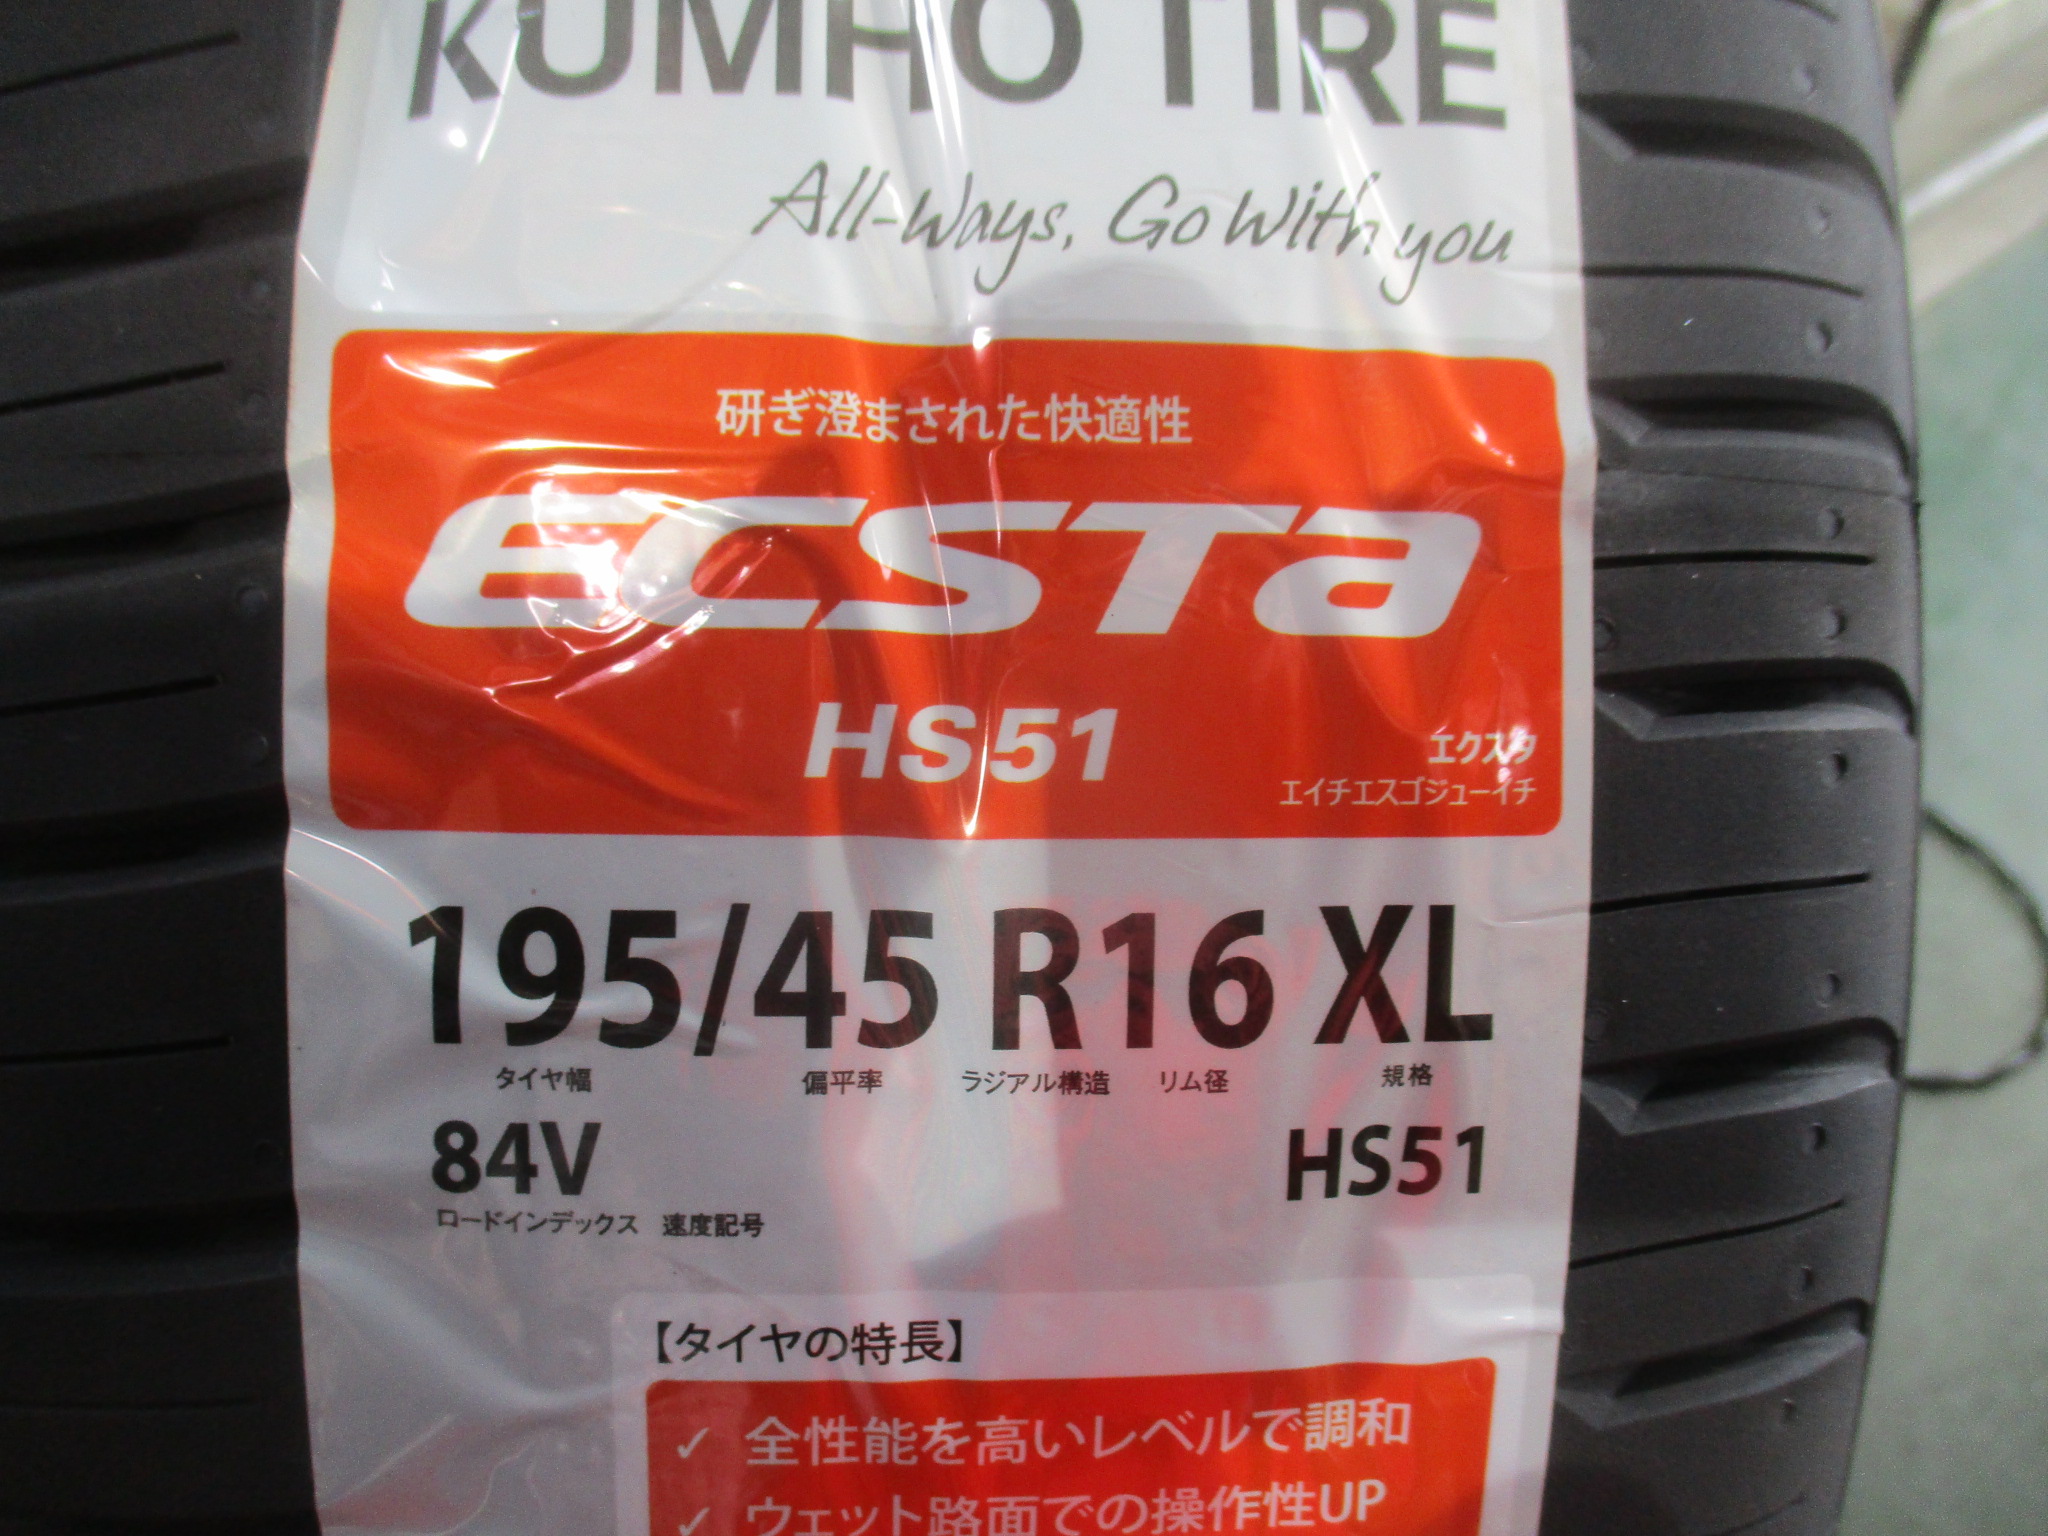 KUMHO TIRE
All-Ways, Go With you
研ぎ澄まされた快適性
ECSTa
HS51
エクスタ
エイチエスゴジューイチ
195/45 R16 XL
タイヤ幅 偏平率 ラジアル構造 リム径 規格
84V HS51
ロードインデックス 速度記号
【タイヤの特長】
✓ 全性能を高いレベルで調和
✓ ウェット路面での操作性UP